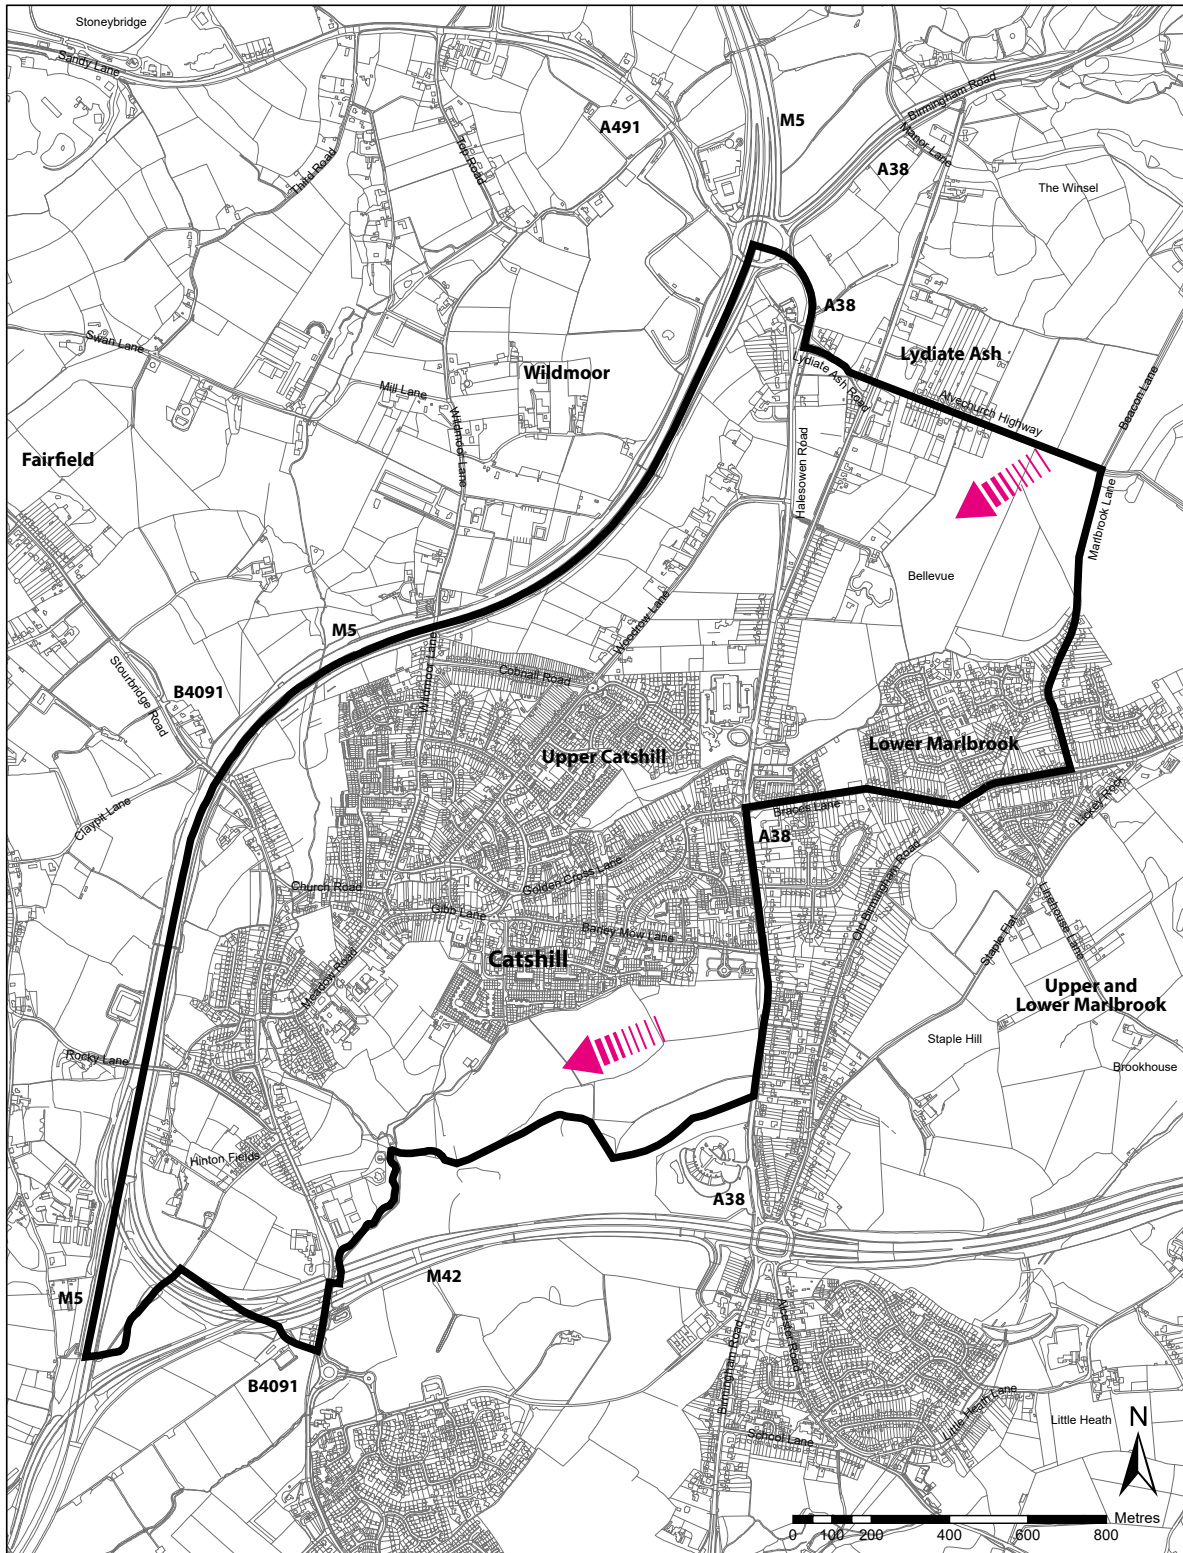 Stoneybridge
Sandy Lane
A491
M5
Birmingham Road
Manor Lane
A38
Top Road
Third Road
The Winsel
A38
Swan Lane
Wildmoor
Mill Lane
Lydiate Ash
Lydiate Ash Road
Alvechurch Highway
Beacon Lane
Wildmoor Lane
Fairfield
Halesowen Road
Marlbrook Lane
Bellevue
M5
Woodrow Lane
Wildmoor Lane
Cobnall Road
Stourbridge Road
B4091
Upper Catshill
Lower Marlbrook
Claypit Lane
Braces Lane
A38
Lickey Rock
Golden Cross Lane
Church Road
Gibb Lane
Barley Mow Lane
Old Birmingham Road
Linehouse Lane
Staple Flat
Catshill
Meadow Road
Upper and
Lower Marlbrook
Staple Hill
Rocky Lane
Brookhouse
Hinton Fields
A38
M5
M42
B4091
Birmingham Road
Alcester Road
Little Heath Lane
Little Heath
School Lane
N
Metres
0 100 200 400 600 800